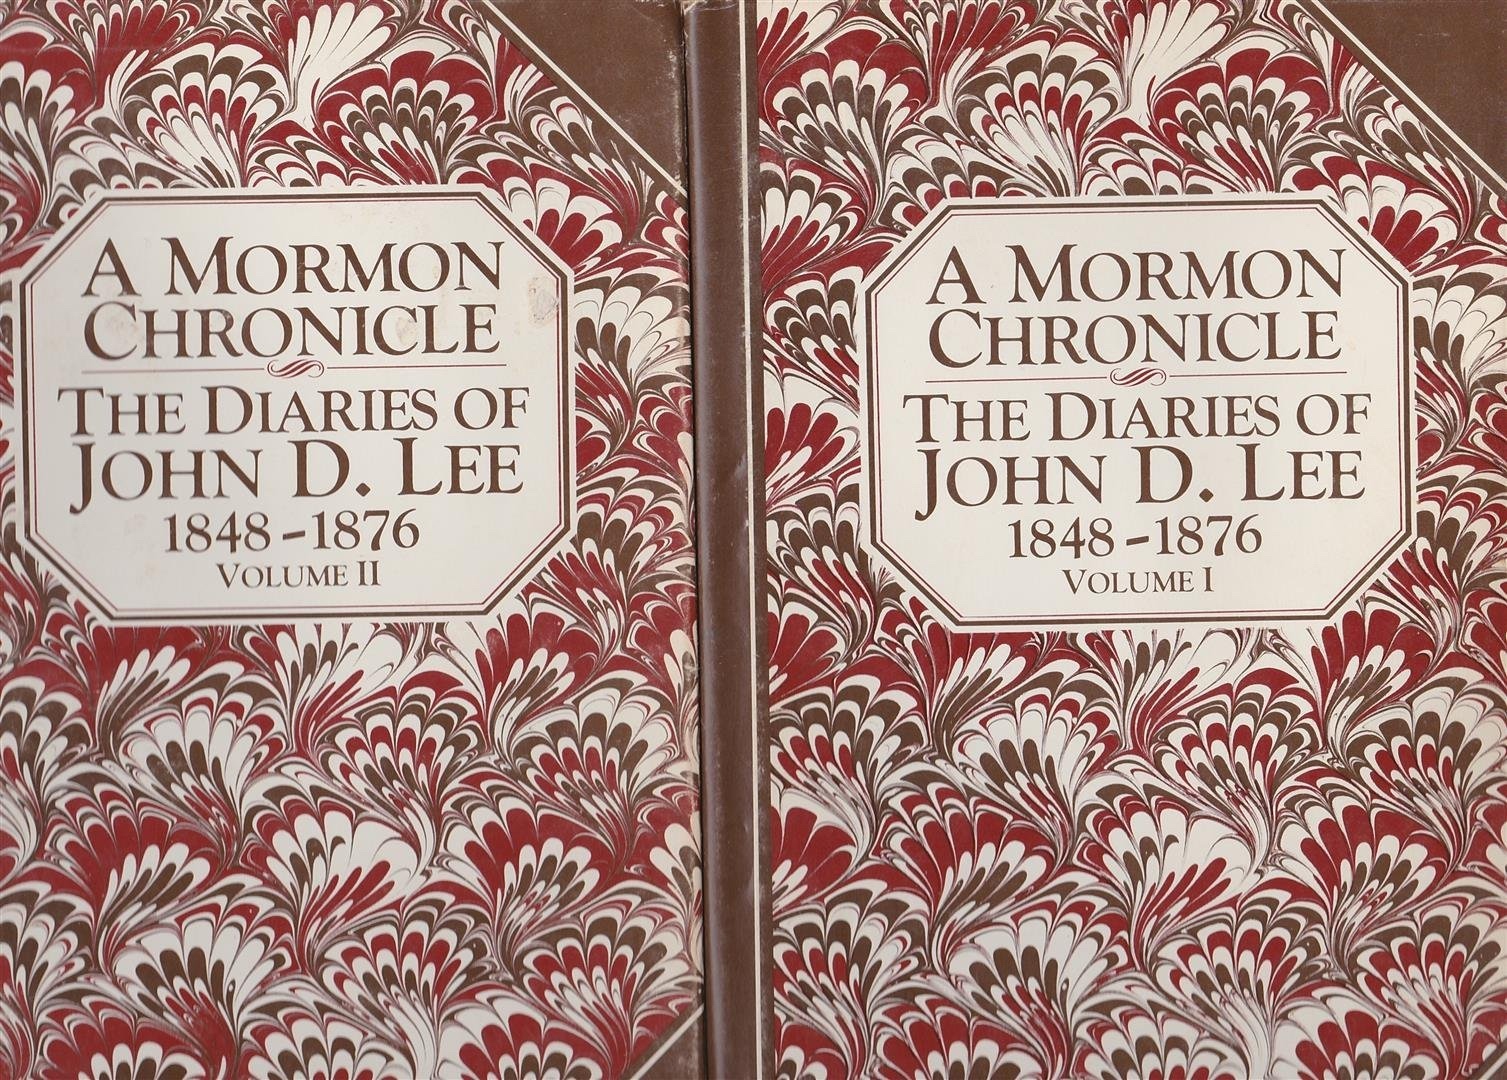 A MORMON
CHRONICLE
THE DIARIES OF
JOHN D. LEE
1848-1876
VOLUME II
A MORMON
CHRONICLE
THE DIARIES OF
JOHN D. LEE
1848-1876
VOLUME I